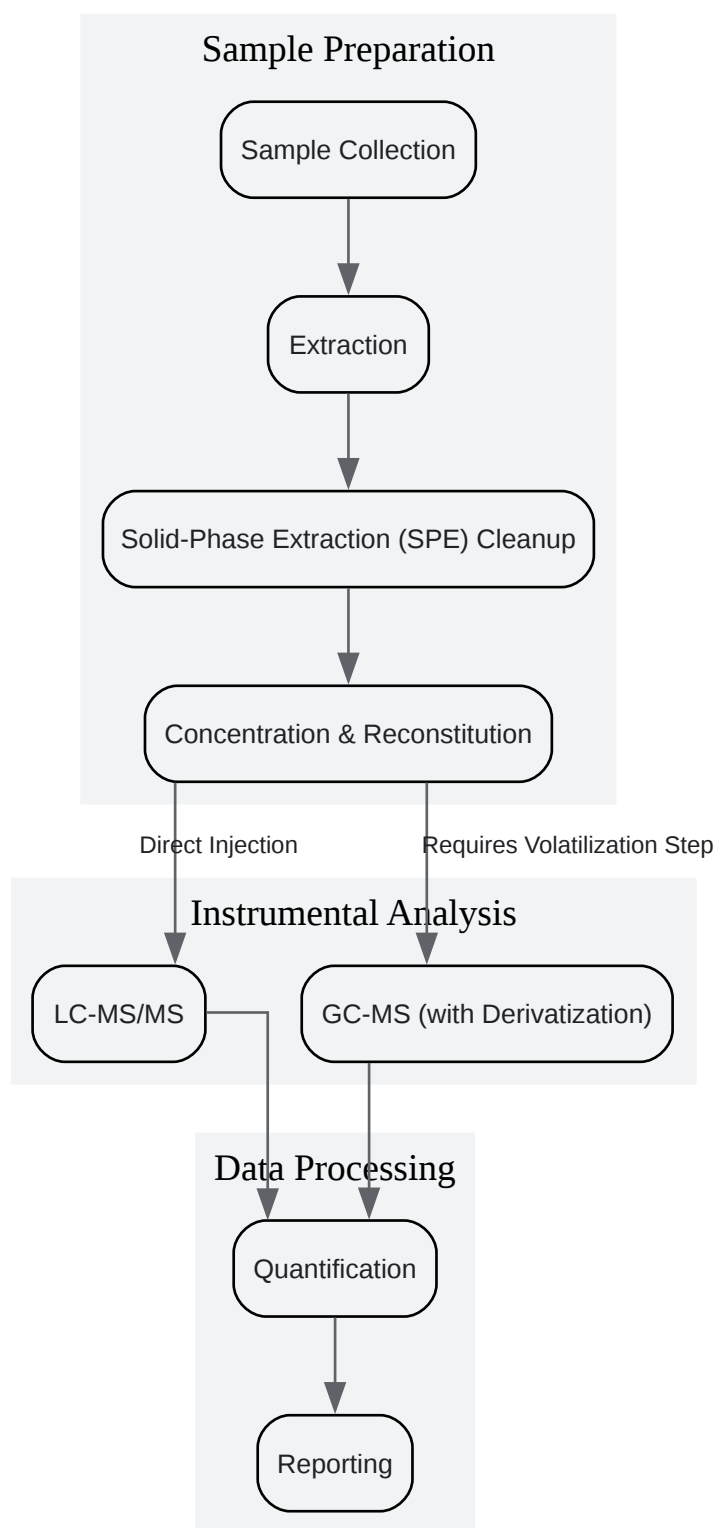 Sample Preparation
Sample Collection
Extraction
Solid-Phase Extraction (SPE) Cleanup
Concentration & Reconstitution
Direct Injection
Requires Volatilization Step
Instrumental Analysis
LC-MS/MS
GC-MS (with Derivatization)
Data Processing
Quantification
Reporting